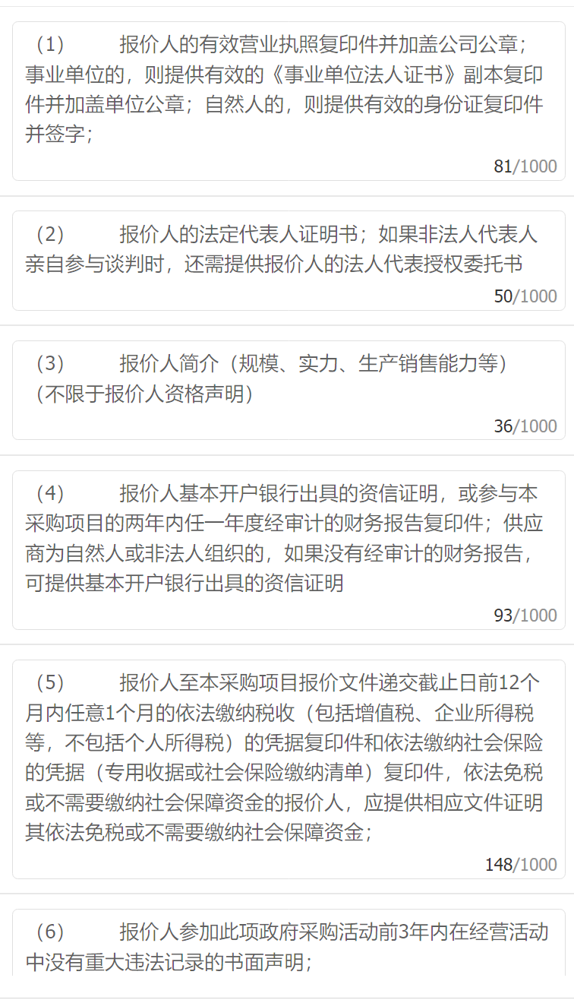 （1） 报价人的有效营业执照复印件并加盖公司公章；
事业单位的，则提供有效的《事业单位法人证书》副本复印
件并加盖单位公章；自然人的，则提供有效的身份证复印件
并签字；
81/1000
（2） 报价人的法定代表人证明书；如果非法人代表人
亲自参与谈判时，还需提供报价人的法人代表授权委托书
50/1000
（3） 报价人简介（规模、实力、生产销售能力等）
（不限于报价人资格声明）
36/1000
（4） 报价人基本开户银行出具的资信证明，或参与本
采购项目的两年内任一年度经审计的财务报告复印件；供应
商为自然人或非法人组织的，如果没有经审计的财务报告，
可提供基本开户银行出具的资信证明
93/1000
（5） 报价人至本采购项目报价文件递交截止日前12个
月内任意1个月的依法缴纳税收（包括增值税、企业所得税
等，不包括个人所得税）的凭据复印件和依法缴纳社会保险
的凭据（专用收据或社会保险缴纳清单）复印件，依法免税
或不需要缴纳社会保障资金的报价人，应提供相应文件证明
其依法免税或不需要缴纳社会保障资金；
148/1000
（6） 报价人参加此项政府采购活动前3年内在经营活动
中没有重大违法记录的书面声明；